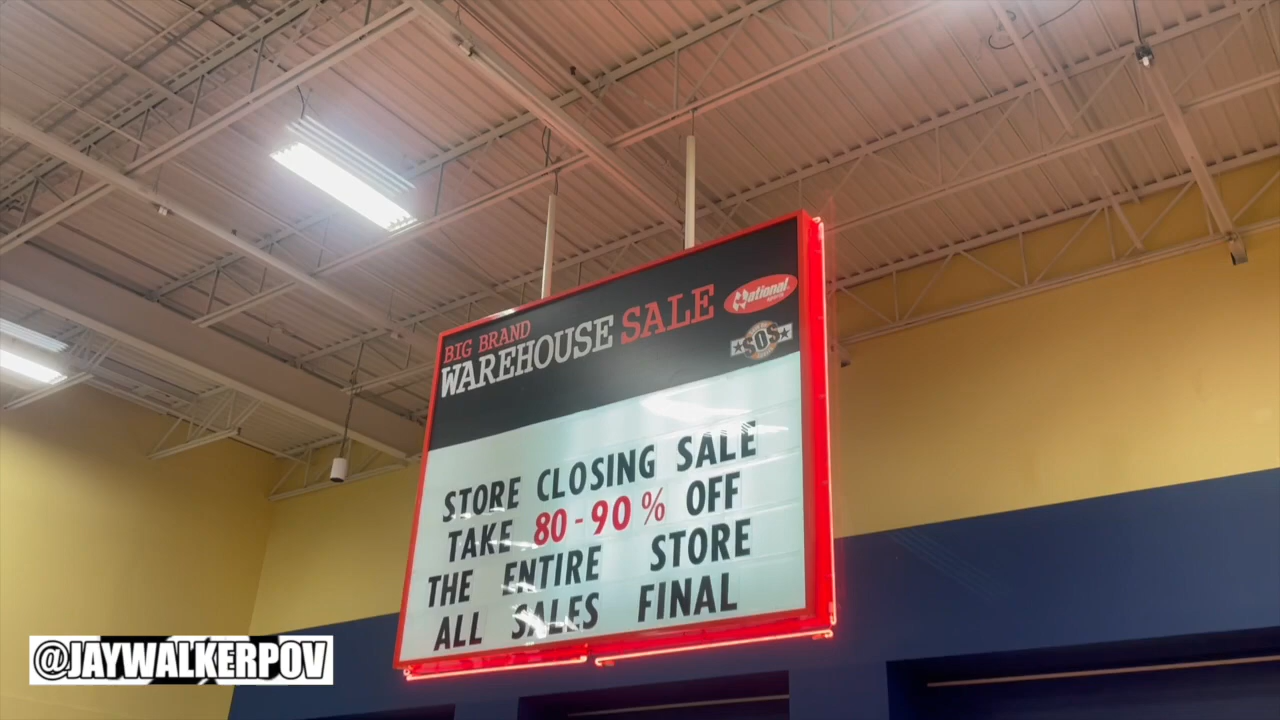 BIG BRAND
WAREHOUSE SALE
National
SPORTS
★SOS★
STORE CLOSING SALE
TAKE 80-90% OFF
THE ENTIRE STORE
ALL SALES FINAL
@JAYWALKERPOV